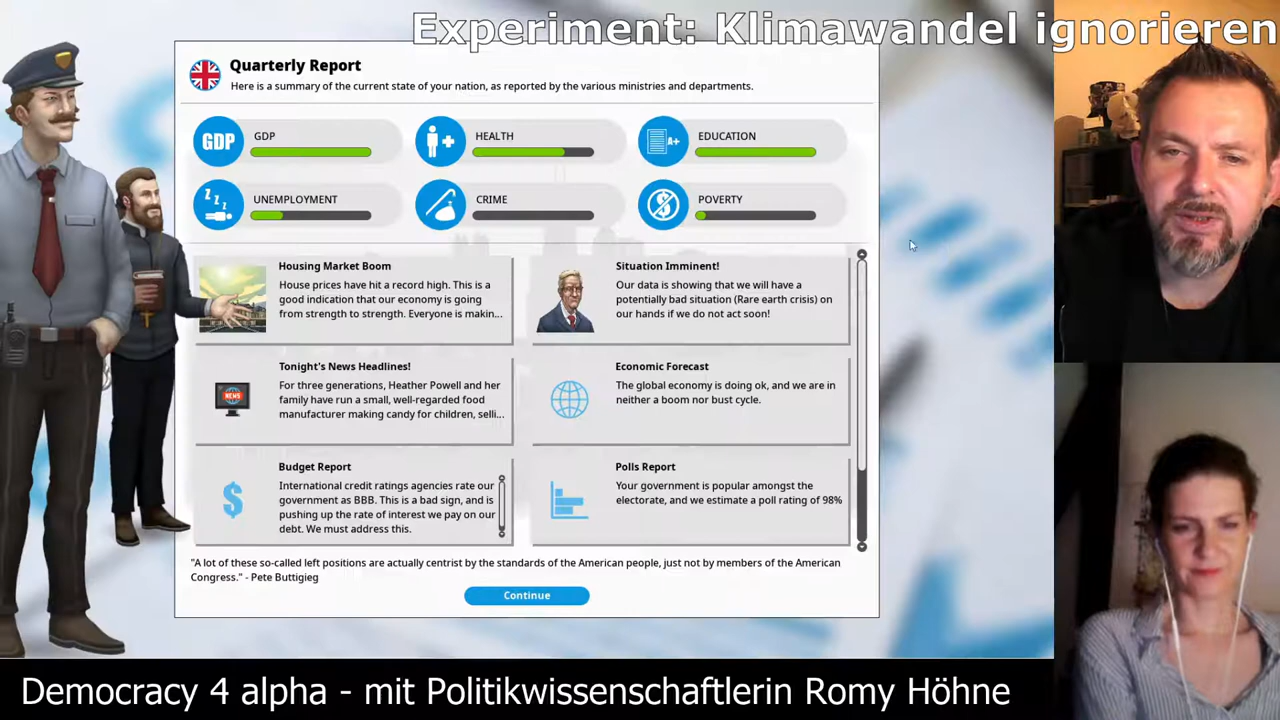 Experiment: Klimawandel ignorieren
Quarterly Report
Here is a summary of the current state of your nation, as reported by the various ministries and departments.
GDP
GDP
HEALTH
A+
EDUCATION
Z Z Z
UNEMPLOYMENT
CRIME
POVERTY
Housing Market Boom
House prices have hit a record high. This is a
good indication that our economy is going
from strength to strength. Everyone is makin...
Situation Imminent!
Our data is showing that we will have a
potentially bad situation (Rare earth crisis) on
our hands if we do not act soon!
Tonight's News Headlines!
NEWS
For three generations, Heather Powell and her
family have run a small, well-regarded food
manufacturer making candy for children, selli...
Economic Forecast
The global economy is doing ok, and we are in
neither a boom nor bust cycle.
Budget Report
$
International credit ratings agencies rate our
government as BBB. This is a bad sign, and is
pushing up the rate of interest we pay on our
debt. We must address this.
Polls Report
Your government is popular amongst the
electorate, and we estimate a poll rating of 98%
"A lot of these so-called left positions are actually centrist by the standards of the American people, just not by members of the American
Congress." - Pete Buttigieg
Continue
Democracy 4 alpha - mit Politikwissenschaftlerin Romy Höhne